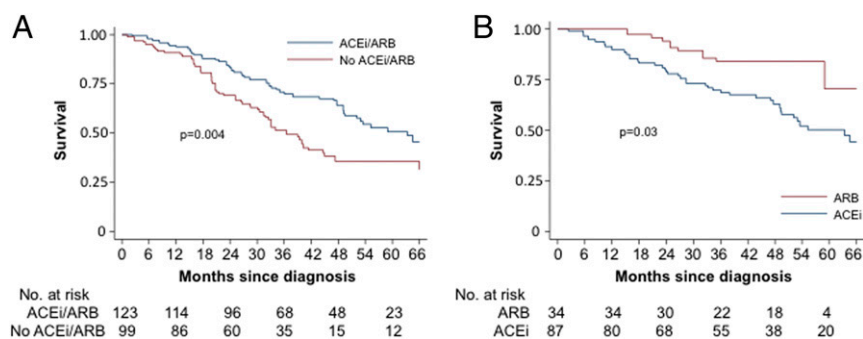 A
1.00
0.75
0.50
0.25
0
Survival
ACEi/ARB
No ACEi/ARB
p=0.004
0 6 12 18 24 30 36 42 48 54 60 66
Months since diagnosis
No. at risk
ACEi/ARB 123 114 96 68 48 23
No ACEi/ARB 99 86 60 35 15 12
B
1.00
0.75
0.50
0.25
0
Survival
p=0.03
ARB
ACEi
0 6 12 18 24 30 36 42 48 54 60 66
Months since diagnosis
No. at risk
ARB 34 34 30 22 18 4
ACEi 87 80 68 55 38 20